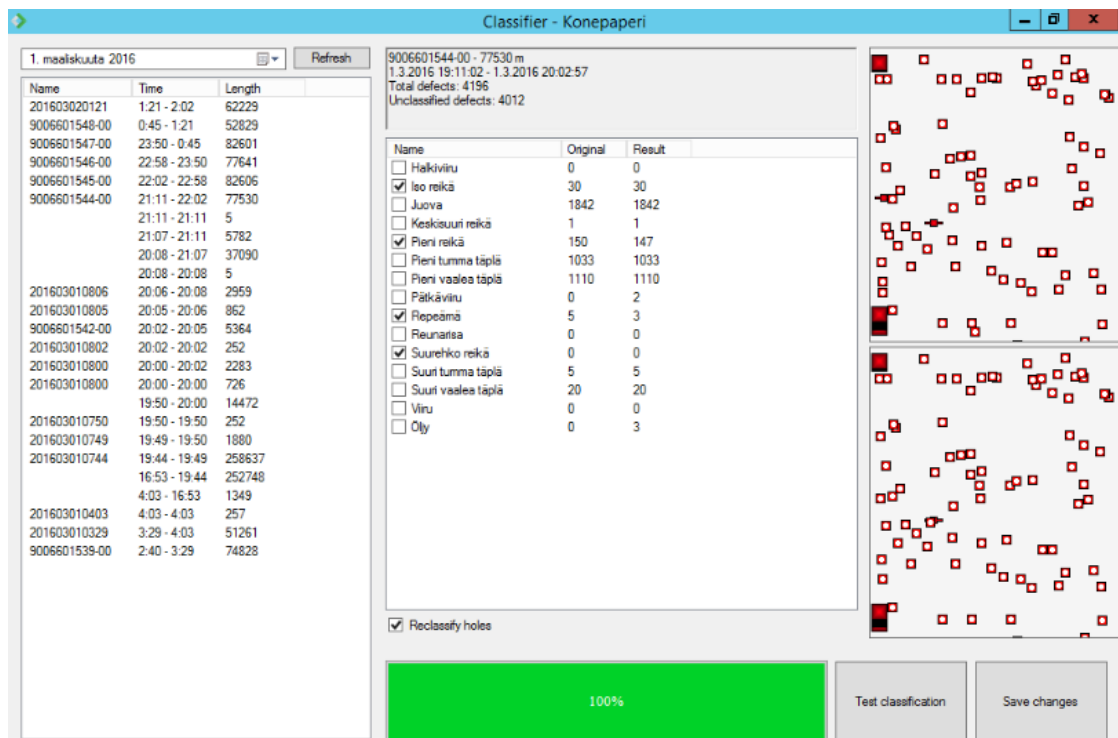 Classifier - Konepaperi
1. maaliskuuta 2016
Refresh
Name Time Length
201603020121 1:21 - 2:02 62229
9006601548-00 0:45 - 1:21 52829
9006601547-00 23:50 - 0:45 82601
9006601546-00 22:58 - 23:50 77641
9006601545-00 22:02 - 22:58 82606
9006601544-00 21:11 - 22:02 77530
21:11 - 21:11 5
21:07 - 21:11 5782
20:08 - 21:07 37090
20:08 - 20:08 5
201603010806 20:06 - 20:08 2959
201603010805 20:05 - 20:06 862
9006601542-00 20:02 - 20:05 5364
201603010802 20:02 - 20:02 252
201603010800 20:00 - 20:02 2283
201603010800 20:00 - 20:00 726
19:50 - 20:00 14472
201603010750 19:50 - 19:50 252
201603010749 19:49 - 19:50 1880
201603010744 19:44 - 19:49 258637
16:53 - 19:44 252748
4:03 - 16:53 1349
201603010403 4:03 - 4:03 257
201603010329 3:29 - 4:03 51261
9006601539-00 2:40 - 3:29 74828
9006601544-00 - 77530 m
1.3.2016 19:11:02 - 1.3.2016 20:02:57
Total defects: 4196
Unclassified defects: 4012
Name Original Result
Halkiviiru 0 0
Iso reikä 30 30
Juova 1842 1842
Keskisuuri reikä 1 1
Pieni reikä 150 147
Pieni tumma täplä 1033 1033
Pieni vaalea täplä 1110 1110
Pätkäviiru 0 2
Repeämä 5 3
Reunarisa 0 0
Suurehko reikä 0 0
Suuri tumma täplä 5 5
Suuri vaalea täplä 20 20
Viiru 0 0
Öljy 0 3
Reclassify holes
100%
Test classification
Save changes